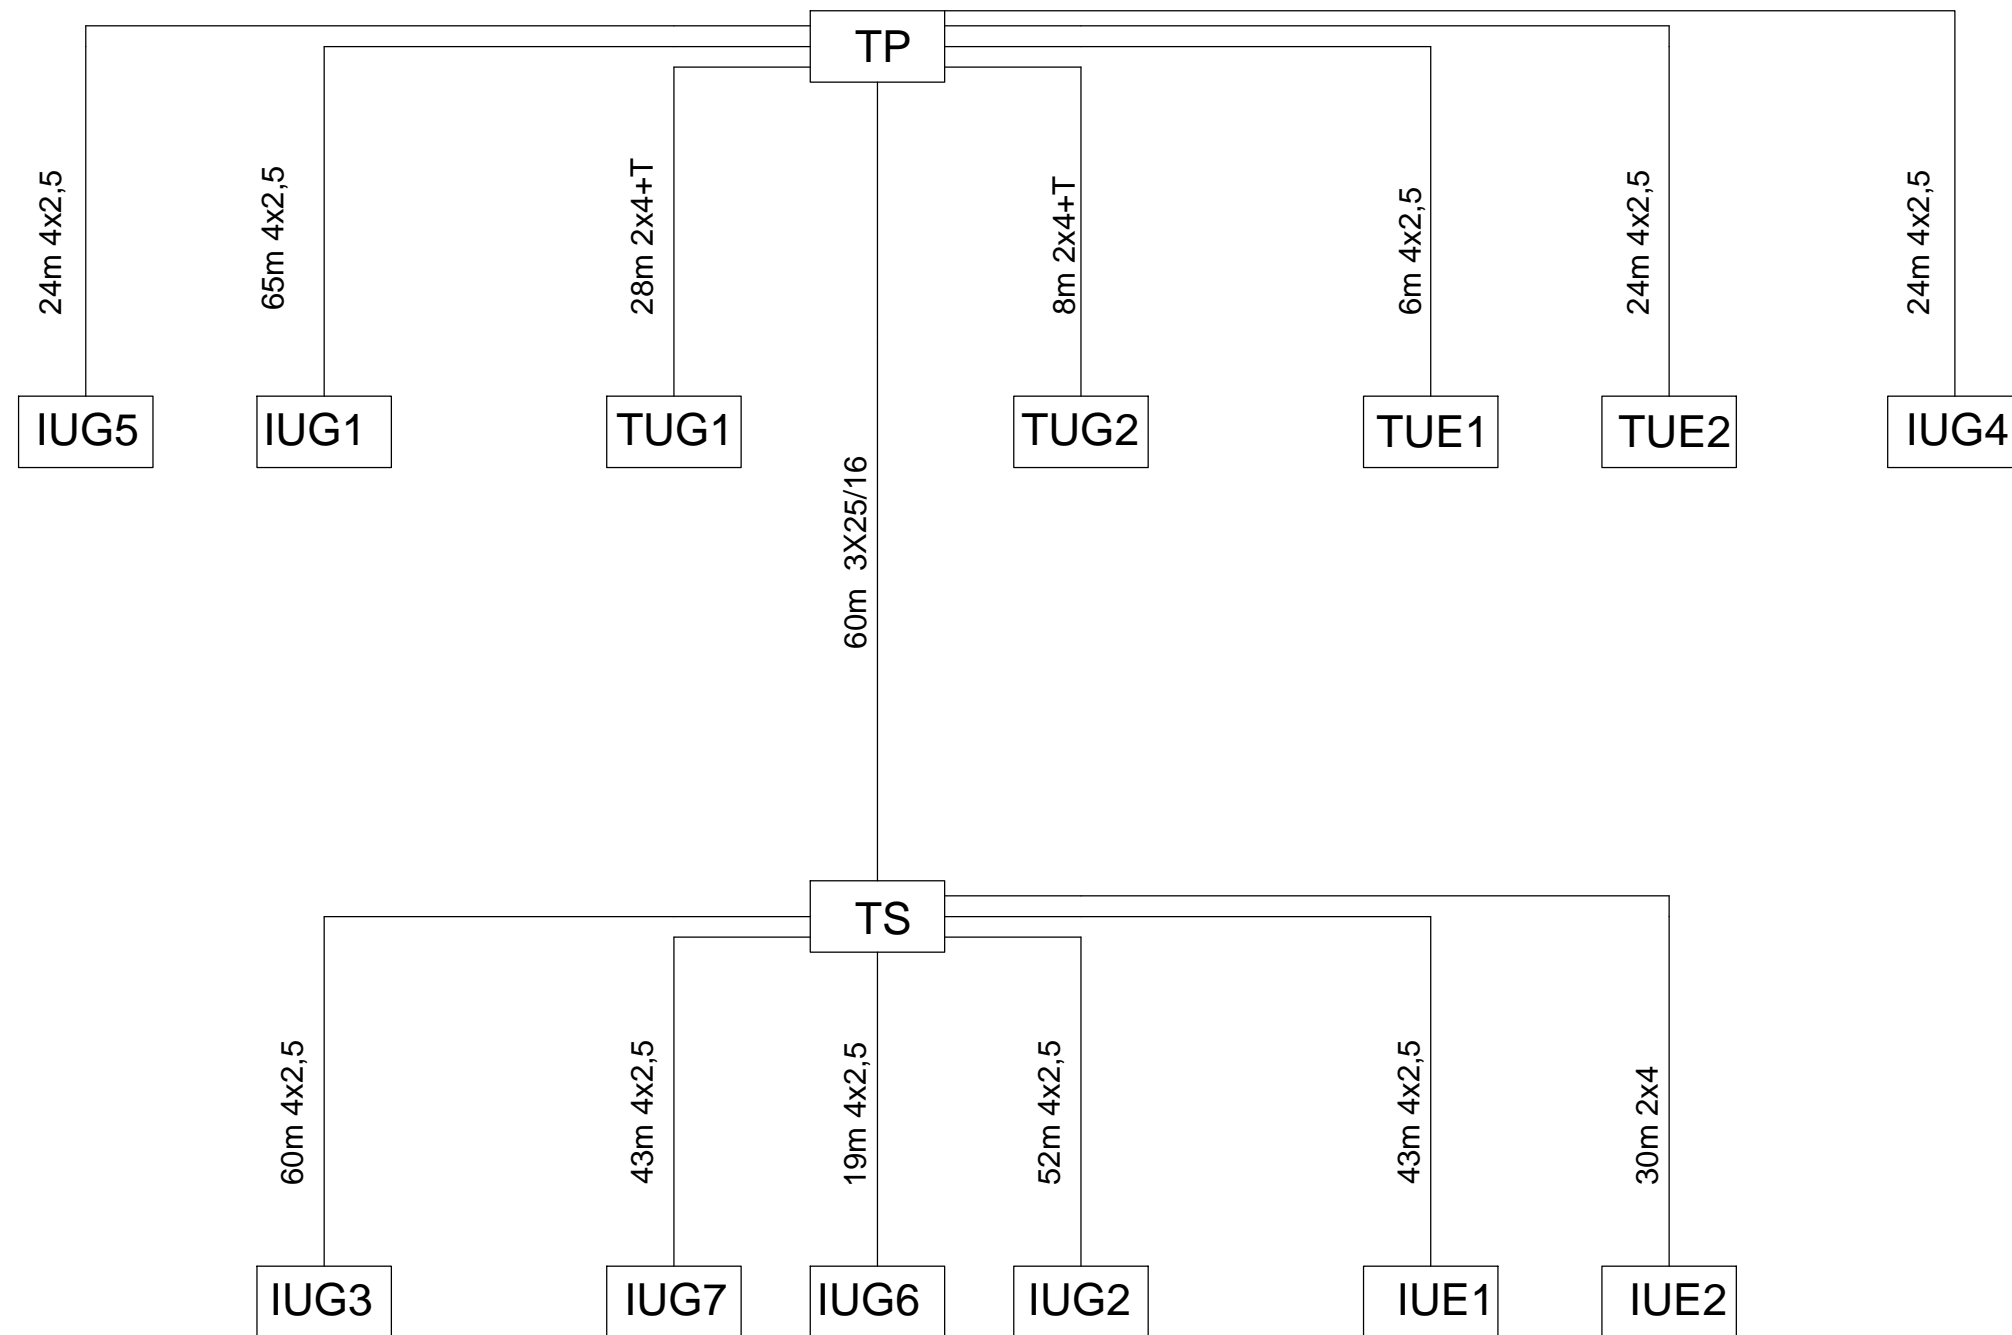 TP
24m 4x2,5
65m 4x2,5
28m 2x4+T
8m 2x4+T
6m 4x2,5
24m 4x2,5
24m 4x2,5
IUG5
IUG1
TUG1
TUG2
TUE1
TUE2
IUG4
60m 3X25/16
TS
60m 4x2,5
43m 4x2,5
19m 4x2,5
52m 4x2,5
43m 4x2,5
30m 2x4
IUG3
IUG7
IUG6
IUG2
IUE1
IUE2